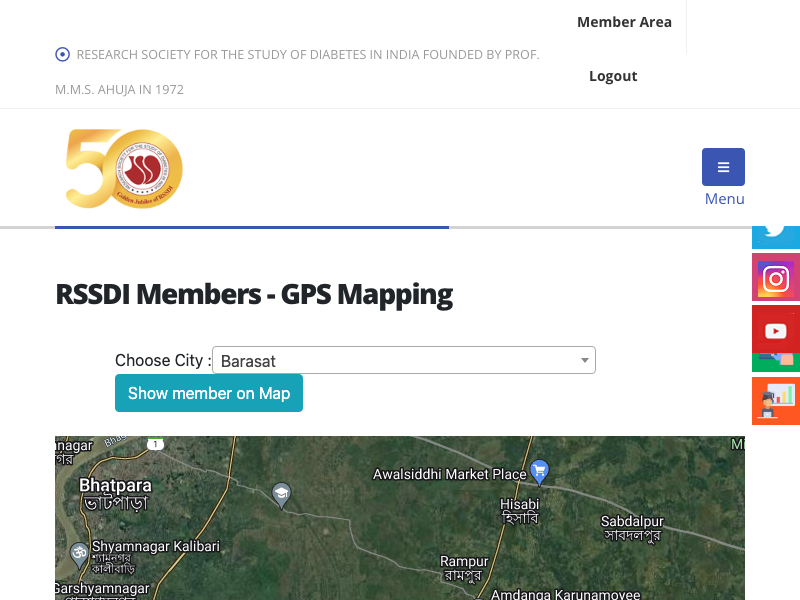 Member Area
RESEARCH SOCIETY FOR THE STUDY OF DIABETES IN INDIA FOUNDED BY PROF.
M.M.S. AHUJA IN 1972
Logout
50
Golden Jubilee of RSSDI
Menu
RSSDI Members - GPS Mapping
Choose City :
Barasat
Show member on Map
1
Bhatpara
ভাটপাড়া
Awalsiddhi Market Place
Hisabi
হিসাবি
Sabdalpur
সাবদলপুর
Shyamnagar Kalibari
শ্যামনগর
কালীবাড়ি
Rampur
রামপুর
Garshyamnagar
Amdanga Karunamoyee